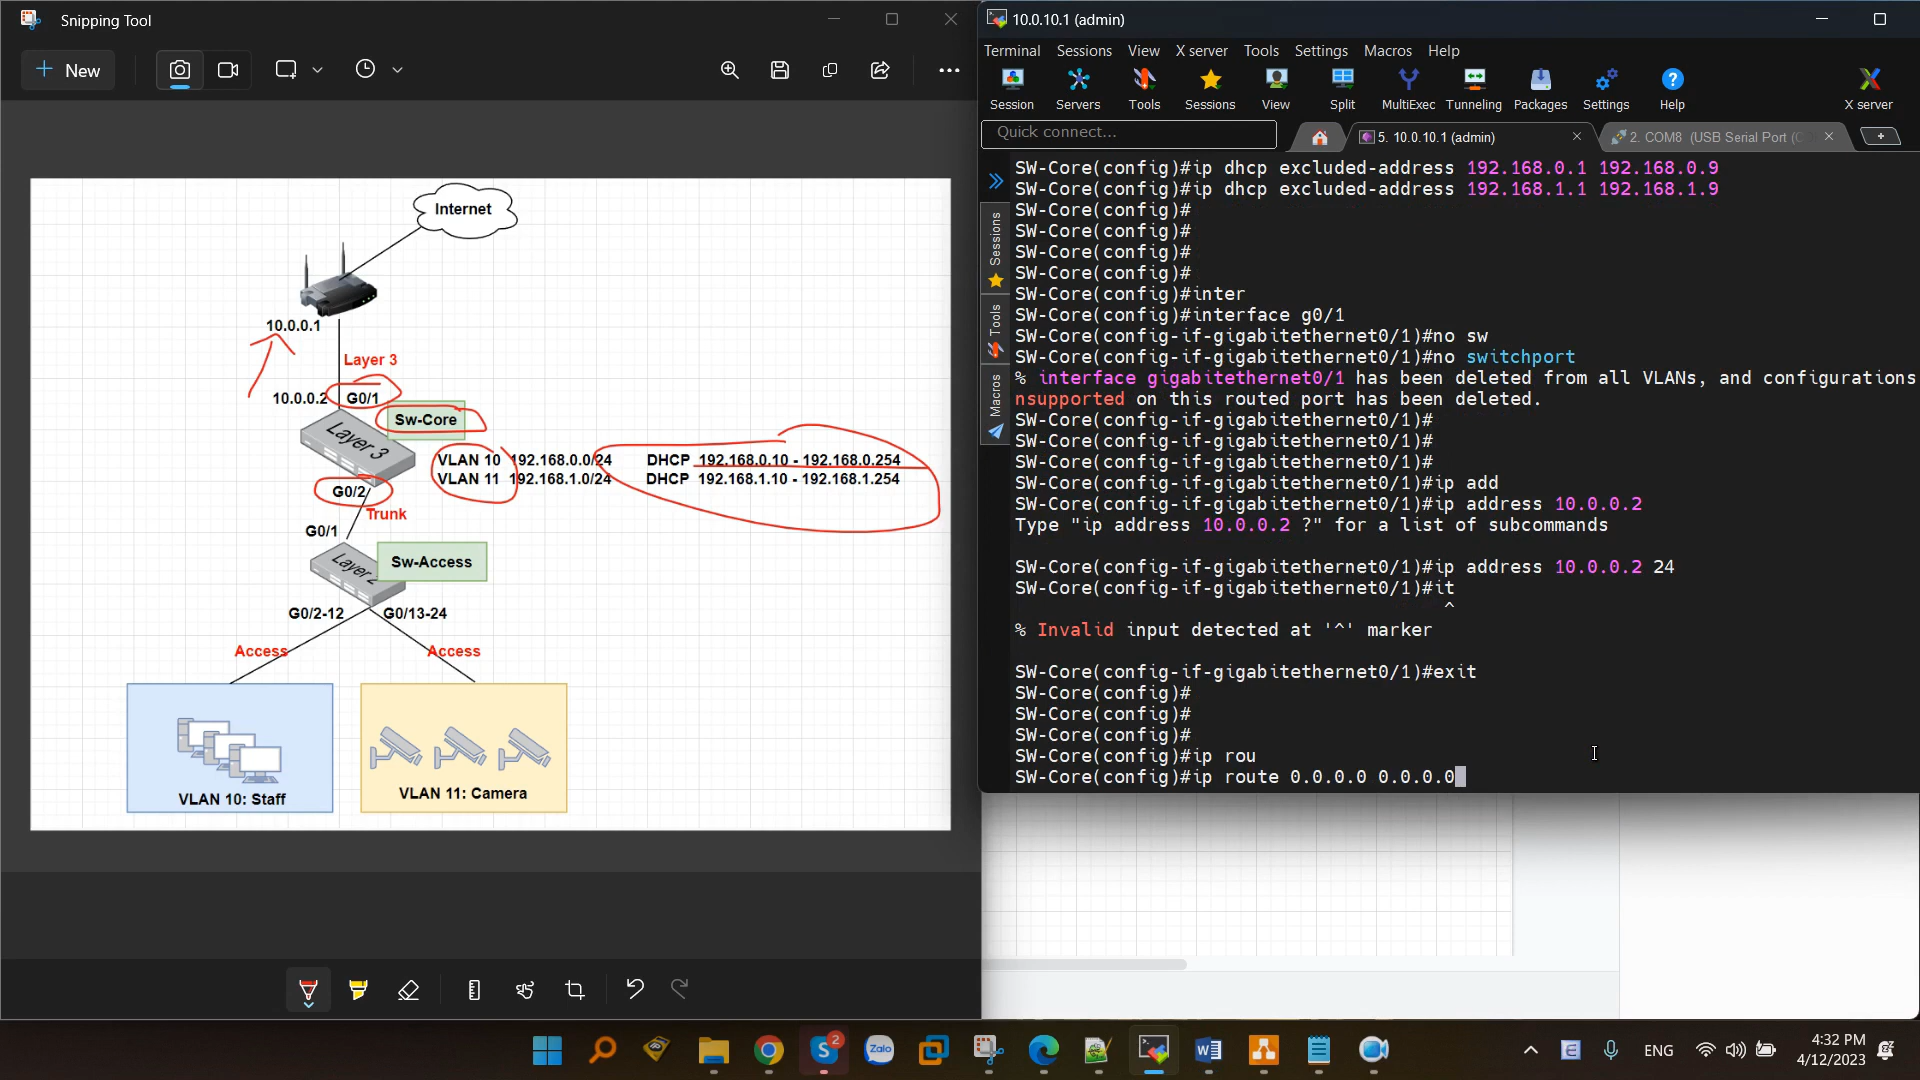 Snipping Tool
New
Internet
10.0.0.1
Layer 3
10.0.0.2
G0/1
Sw-Core
Layer 3
VLAN 10 192.168.0.0/24 DHCP 192.168.0.10 - 192.168.0.254
VLAN 11 192.168.1.0/24 DHCP 192.168.1.10 - 192.168.1.254
G0/2
Trunk
G0/1
Layer 2
Sw-Access
G0/2-12
G0/13-24
Access
Access
VLAN 10: Staff
VLAN 11: Camera
10.0.10.1 (admin)
Terminal Sessions View X server Tools Settings Macros Help
Session Servers Tools Sessions View Split MultiExec Tunneling Packages Settings Help X server
Quick connect...
5. 10.0.10.1 (admin)
2. COM8 (USB Serial Port (C
Sessions
Tools
Macros
SW-Core(config)#ip dhcp excluded-address 192.168.0.1 192.168.0.9
SW-Core(config)#ip dhcp excluded-address 192.168.1.1 192.168.1.9
SW-Core(config)#
SW-Core(config)#
SW-Core(config)#
SW-Core(config)#
SW-Core(config)#inter
SW-Core(config)#interface g0/1
SW-Core(config-if-gigabitethernet0/1)#no sw
SW-Core(config-if-gigabitethernet0/1)#no switchport
% interface gigabitethernet0/1 has been deleted from all VLANs, and configurations
nsupported on this routed port has been deleted.
SW-Core(config-if-gigabitethernet0/1)#
SW-Core(config-if-gigabitethernet0/1)#
SW-Core(config-if-gigabitethernet0/1)#
SW-Core(config-if-gigabitethernet0/1)#ip add
SW-Core(config-if-gigabitethernet0/1)#ip address 10.0.0.2
Type "ip address 10.0.0.2 ?" for a list of subcommands
SW-Core(config-if-gigabitethernet0/1)#ip address 10.0.0.2 24
SW-Core(config-if-gigabitethernet0/1)#it
^
% Invalid input detected at '^' marker
SW-Core(config-if-gigabitethernet0/1)#exit
SW-Core(config)#
SW-Core(config)#
SW-Core(config)#
SW-Core(config)#ip rou
SW-Core(config)#ip route 0.0.0.0 0.0.0.0
2
Zalo
ENG
4:32 PM
4/12/2023